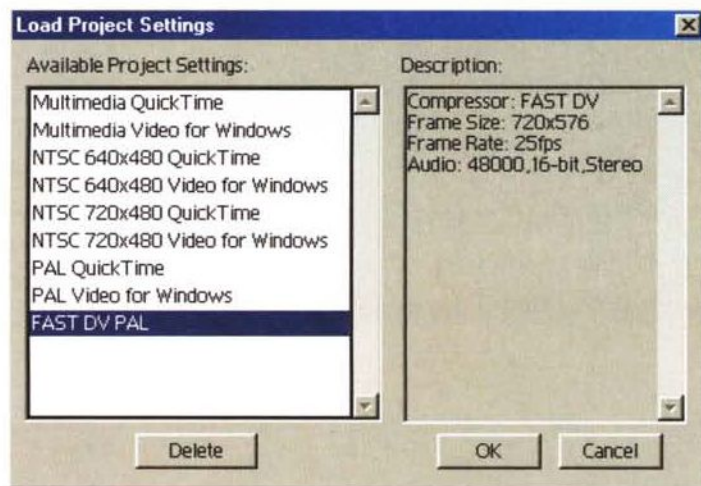 Load Project Settings
Available Project Settings:
Multimedia QuickTime
Multimedia Video for Windows
NTSC 640x480 QuickTime
NTSC 640x480 Video for Windows
NTSC 720x480 QuickTime
NTSC 720x480 Video for Windows
PAL QuickTime
PAL Video for Windows
FAST DV PAL
Delete
Description:
Compressor: FAST DV
Frame Size: 720x576
Frame Rate: 25fps
Audio: 48000,16-bit,Stereo
OK
Cancel